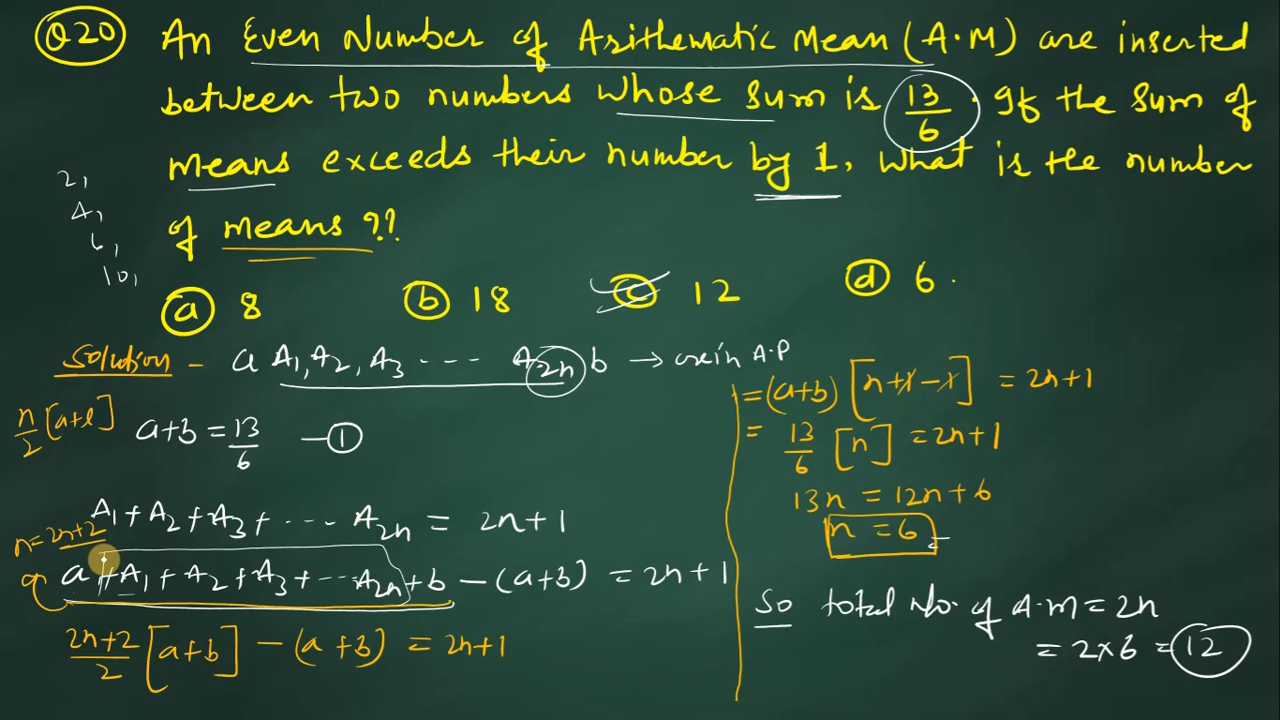 Q20 An Even Number of Arithematic Mean (A.M) are inserted
between two numbers whose sum is 13/6. If the sum of
means exceeds their number by 1, what is the number
of means ??
2,
4,
6,
10,
(a) 8 (b) 18 (c) 12 (d) 6.
Solution - a A₁, A₂, A₃ ---- A₂ₙ b → are in A.P
n/2 [a+l] a+b = 13/6 —①
A₁ + A₂ + A₃ + --- A₂ₙ = 2n+1
n=2n+2
a + A₁ + A₂ + A₃ + --- A₂ₙ + b - (a+b) = 2n+1
2n+2/2 [a+b] - (a+b) = 2n+1
= (a+b) [n+1-1] = 2n+1
= 13/6 [n] = 2n+1
13n = 12n+6
n = 6
So total No. of A.M = 2n
= 2×6 = 12